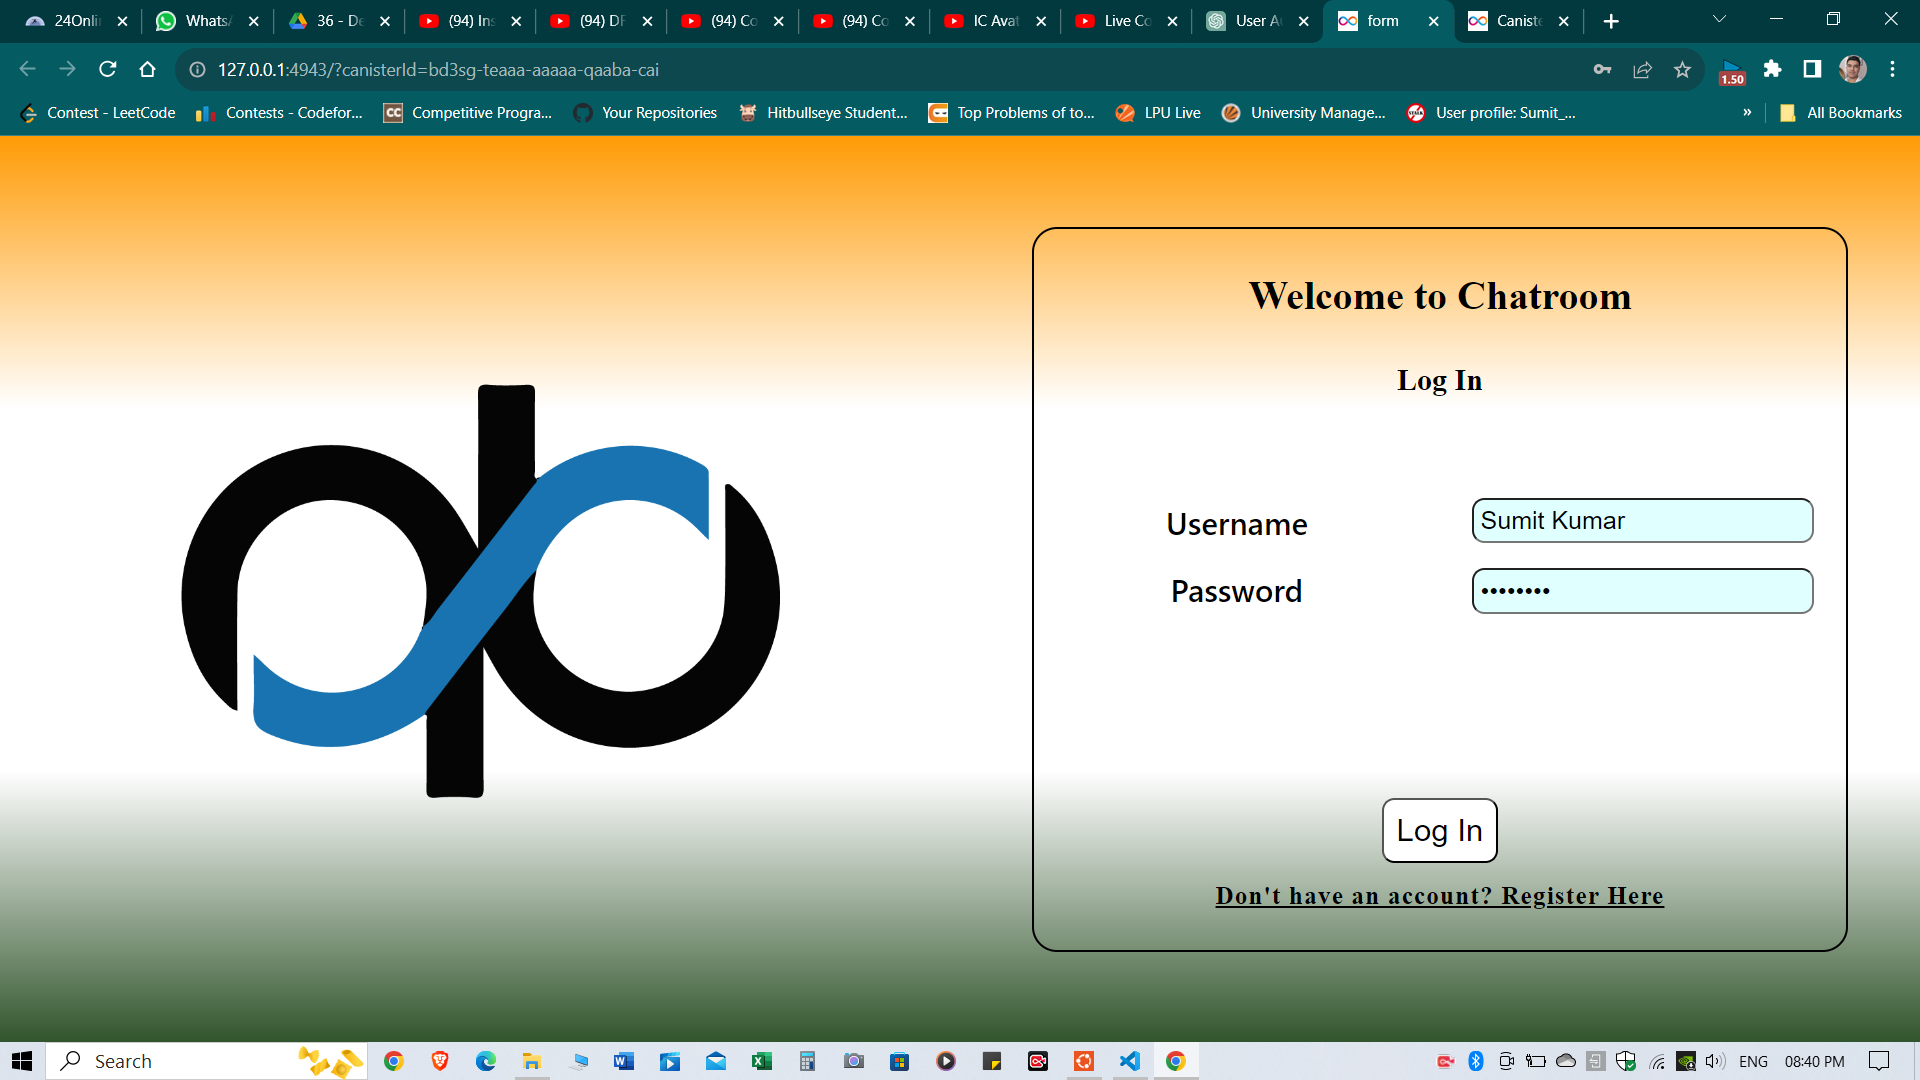 24Onlin
WhatsA
36 - De
(94) Ins
(94) DF
(94) Co
(94) Co
IC Avat
Live Co
User Au
form
Caniste
127.0.0.1:4943/?canisterId=bd3sg-teaaa-aaaaa-qaaba-cai
1.50
Contest - LeetCode
Contests - Codefor...
Competitive Progra...
Your Repositories
Hitbullseye Student...
Top Problems of to...
LPU Live
University Manage...
User profile: Sumit_...
»
All Bookmarks
Welcome to Chatroom
Log In
Username
Sumit Kumar
Password
••••••••
Log In
Don't have an account? Register Here
Search
ENG
08:40 PM